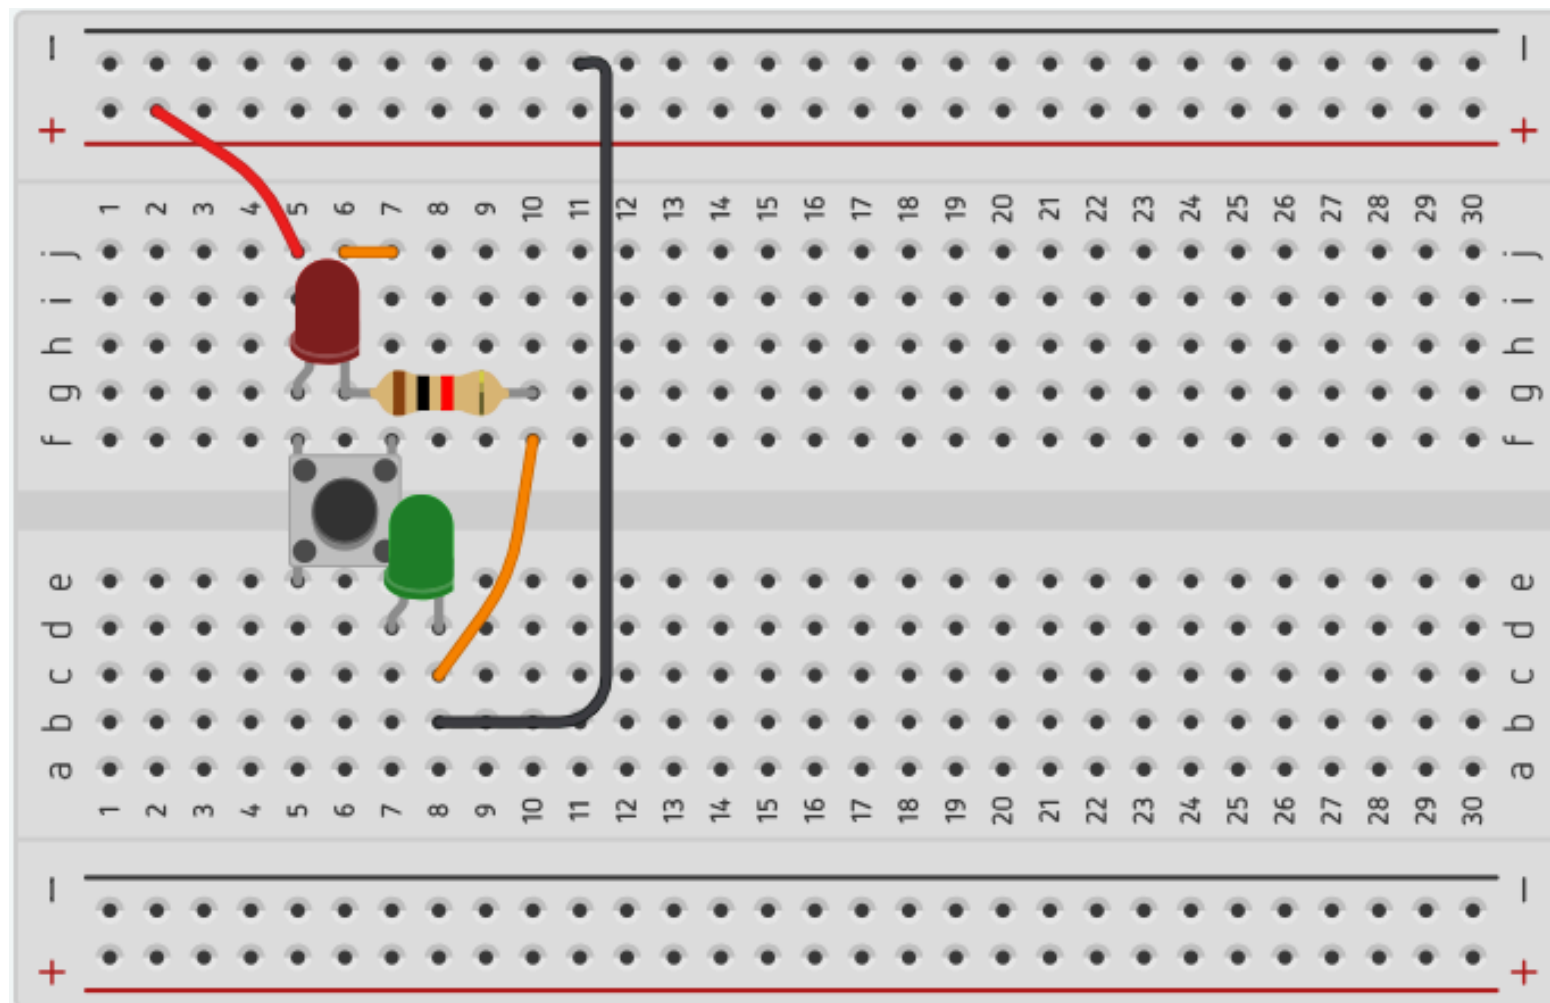 − −
+ +
1 2 3 4 5 6 7 8 9 10 11 12 13 14 15 16 17 18 19 20 21 22 23 24 25 26 27 28 29 30
j j
i i
h h
g g
f f
e e
d d
c c
b b
a a
1 2 3 4 5 6 7 8 9 10 11 12 13 14 15 16 17 18 19 20 21 22 23 24 25 26 27 28 29 30
− −
+ +